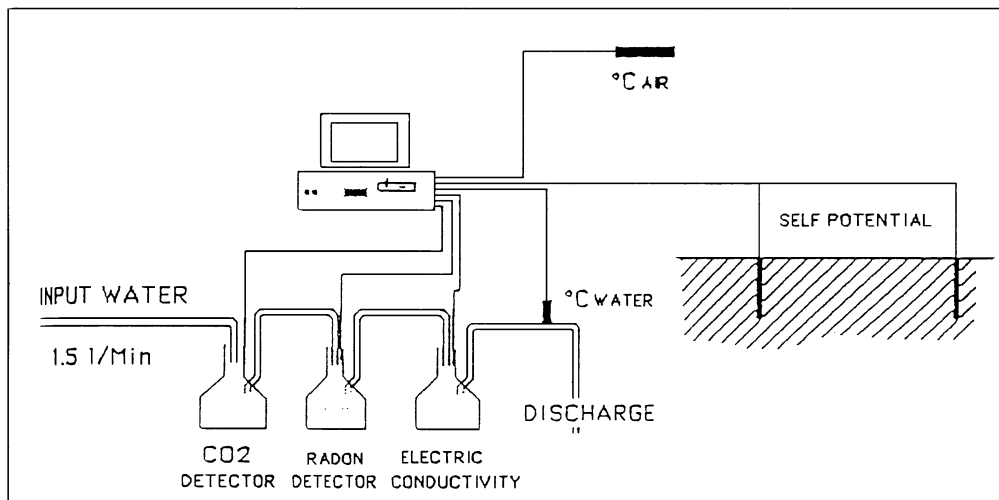 °C AIR
SELF POTENTIAL
INPUT WATER
°C WATER
1.5 l/Min
DISCHARGE
CO2
DETECTOR
RADON
DETECTOR
ELECTRIC
CONDUCTIVITY